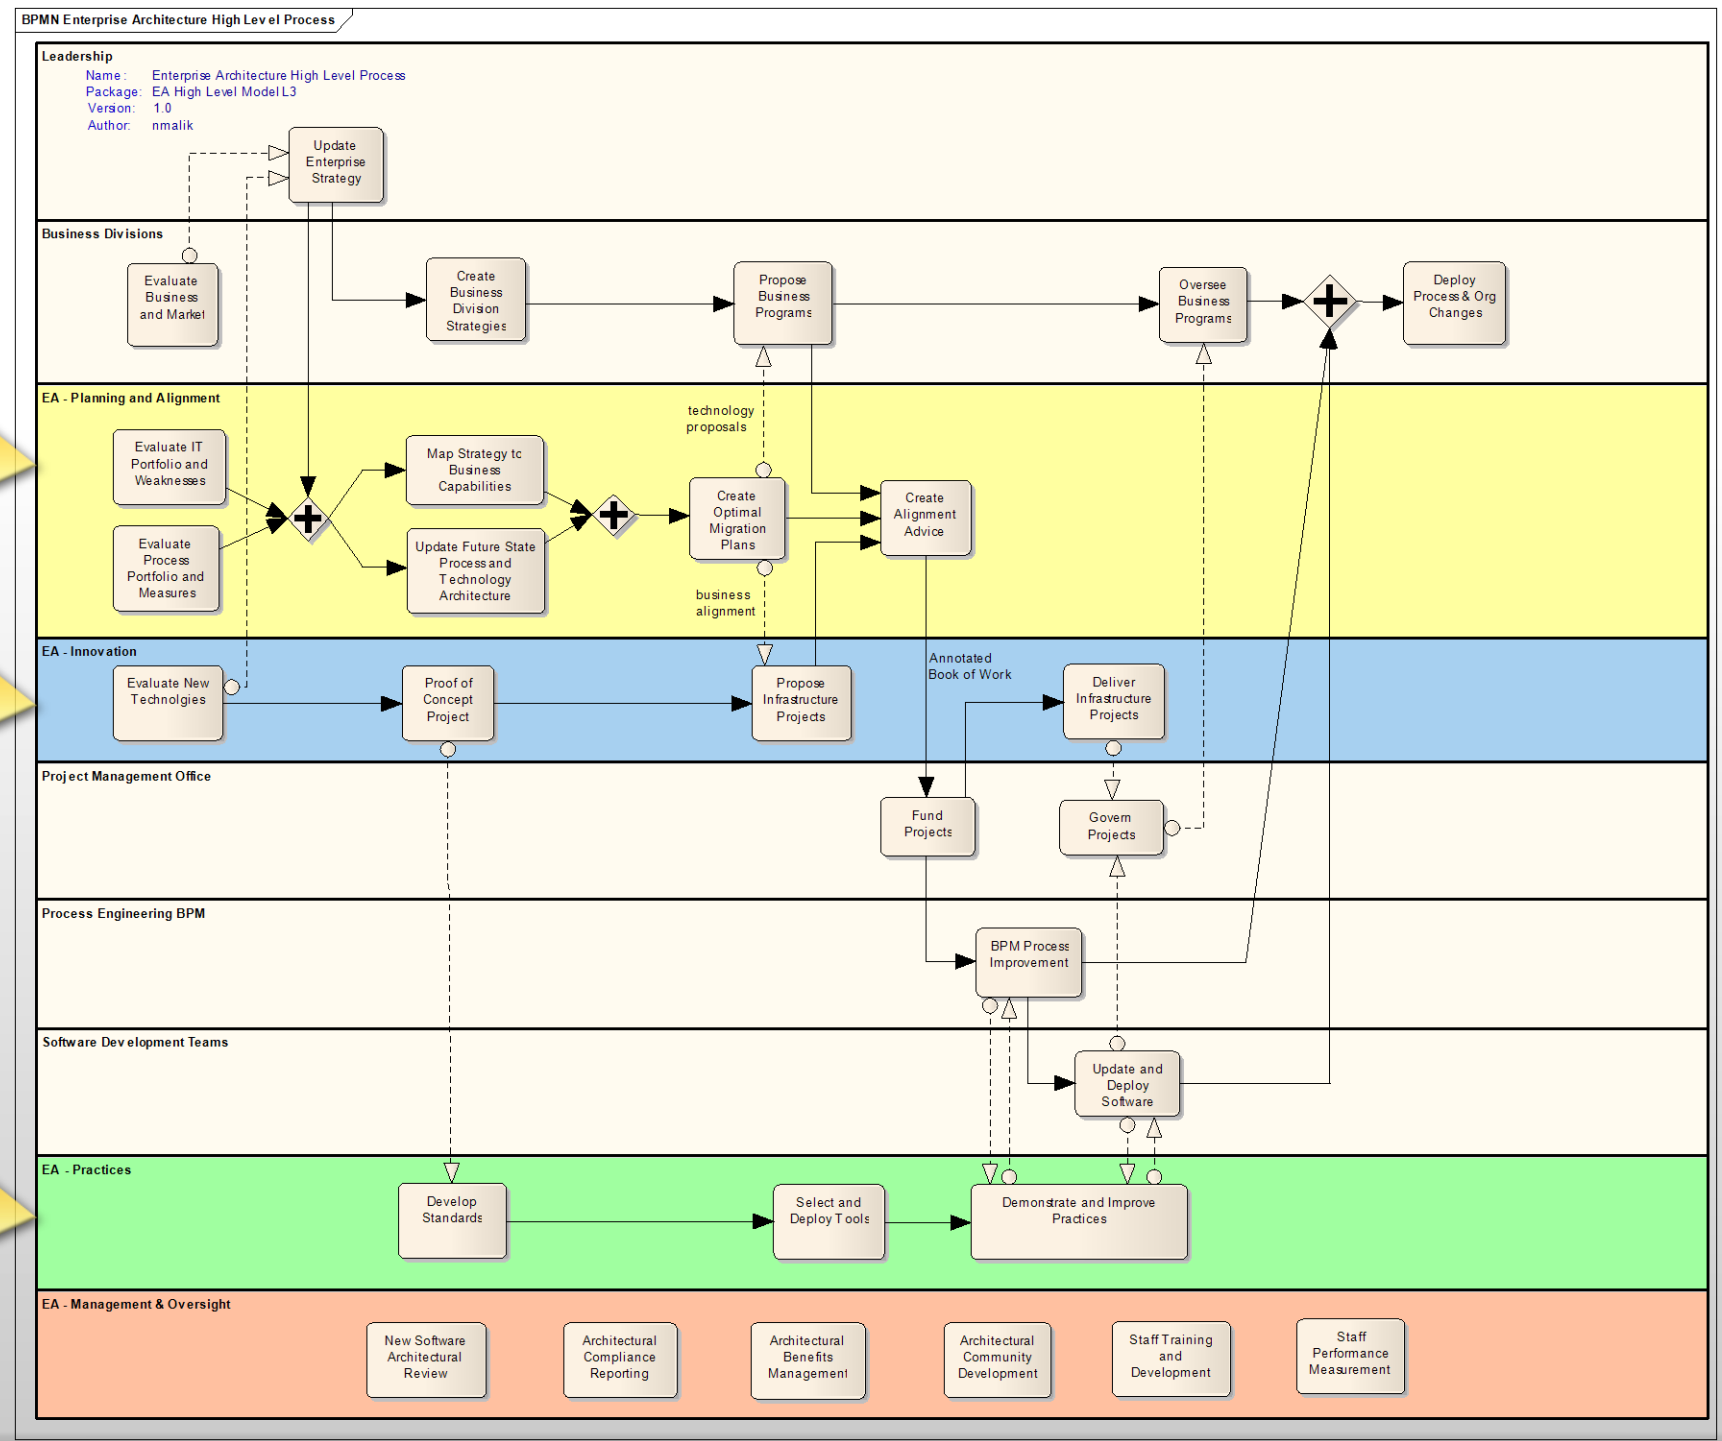 BPMN Enterprise Architecture High Level Process
Leadership
Name: Enterprise Architecture High Level Process
Package: EA High Level Model L3
Version: 1.0
Author: nmalik
Update
Enterprise
Strategy
Business Divisions
Evaluate
Business
and Market
Create
Business
Division
Strategies
Propose
Business
Programs
Oversee
Business
Programs
Deploy
Process & Org
Changes
EA - Planning and Alignment
technology
proposals
Evaluate IT
Portfolio and
Weaknesses
Map Strategy to
Business
Capabilities
Create
Optimal
Migration
Plans
Create
Alignment
Advice
Evaluate
Process
Portfolio and
Measures
Update Future State
Process and
Technology
Architecture
business
alignment
EA - Innovation
Evaluate New
Technolgies
Proof of
Concept
Project
Propose
Infrastructure
Projects
Annotated
Book of Work
Deliver
Infrastructure
Projects
Project Management Office
Fund
Projects
Govern
Projects
Process Engineering BPM
BPM Process
Improvement
Software Development Teams
Update and
Deploy
Software
EA - Practices
Develop
Standards
Select and
Deploy Tools
Demonstrate and Improve
Practices
EA - Management & Oversight
New Software
Architectural
Review
Architectural
Compliance
Reporting
Architectural
Benefits
Management
Architectural
Community
Development
Staff Training
and
Development
Staff
Performance
Measurement